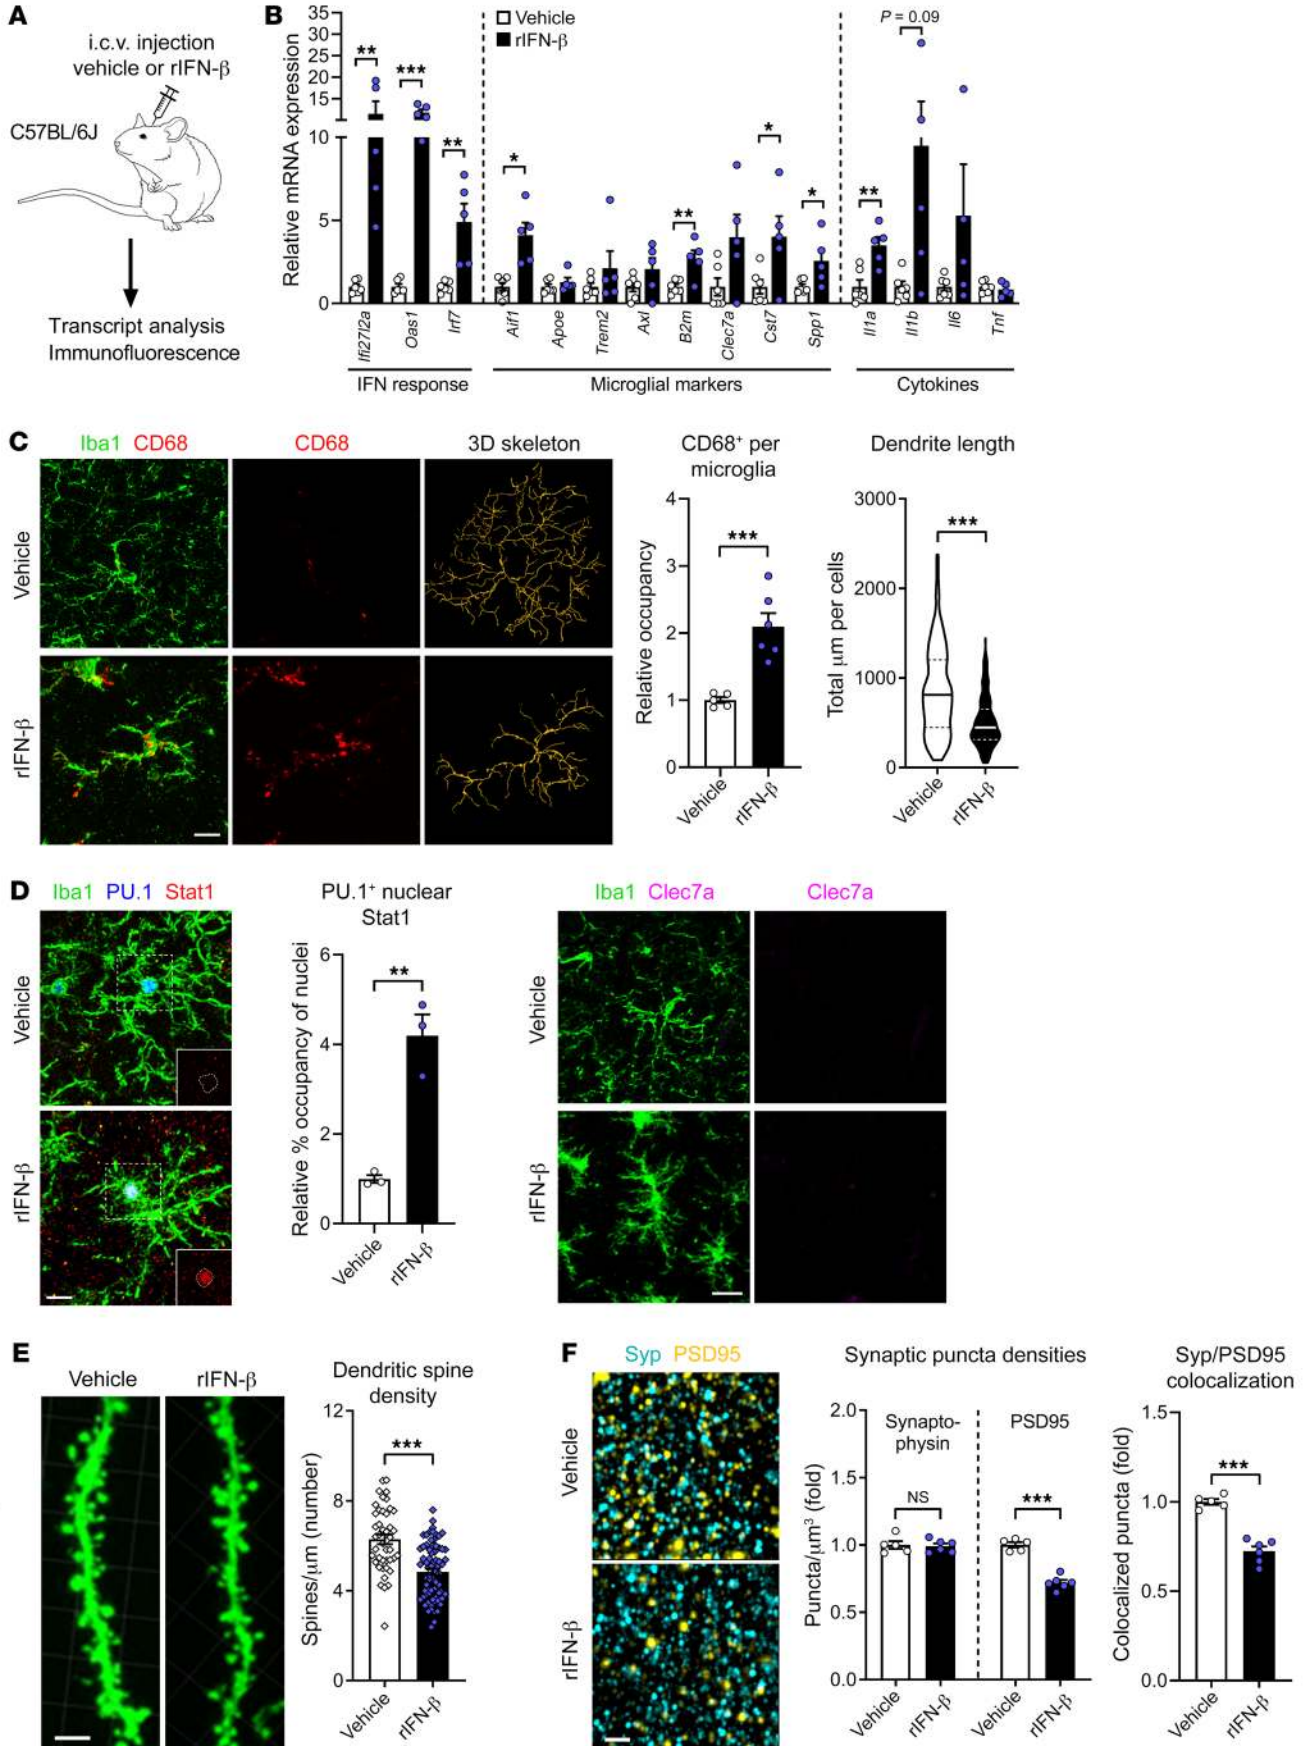 A
i.c.v. injection
vehicle or rIFN-β
C57BL/6J
Transcript analysis
Immunofluorescence
B
Relative mRNA expression
35
30
25
20
15
10
5
0
Vehicle
rIFN-β
**
***
**
*
**
*
*
**
P = 0.09
Ifi27l2a
Oas1
Irf7
Aif1
Apoe
Trem2
Axl
B2m
Clec7a
Cst7
Spp1
Il1a
Il1b
Il6
Tnf
IFN response
Microglial markers
Cytokines
C
Iba1 CD68
CD68
3D skeleton
Vehicle
rIFN-β
CD68⁺ per
microglia
Relative occupancy
4
3
2
1
0
***
Vehicle
rIFN-β
Dendrite length
Total μm per cells
3000
2000
1000
0
***
Vehicle
rIFN-β
D
Iba1 PU.1 Stat1
Vehicle
rIFN-β
PU.1⁺ nuclear
Stat1
Relative % occupancy of nuclei
6
4
2
0
**
Vehicle
rIFN-β
Iba1 Clec7a
Clec7a
Vehicle
rIFN-β
E
Vehicle
rIFN-β
Dendritic spine
density
Spines/μm (number)
12
8
4
0
***
Vehicle
rIFN-β
F
Syp PSD95
Vehicle
rIFN-β
Synaptic puncta densities
Puncta/μm³ (fold)
2.0
1.5
1.0
0.5
0.0
Synapto-
physin
PSD95
NS
***
Vehicle
rIFN-β
Vehicle
rIFN-β
Syp/PSD95
colocalization
Colocalized puncta (fold)
1.5
1.0
0.5
0.0
***
Vehicle
rIFN-β